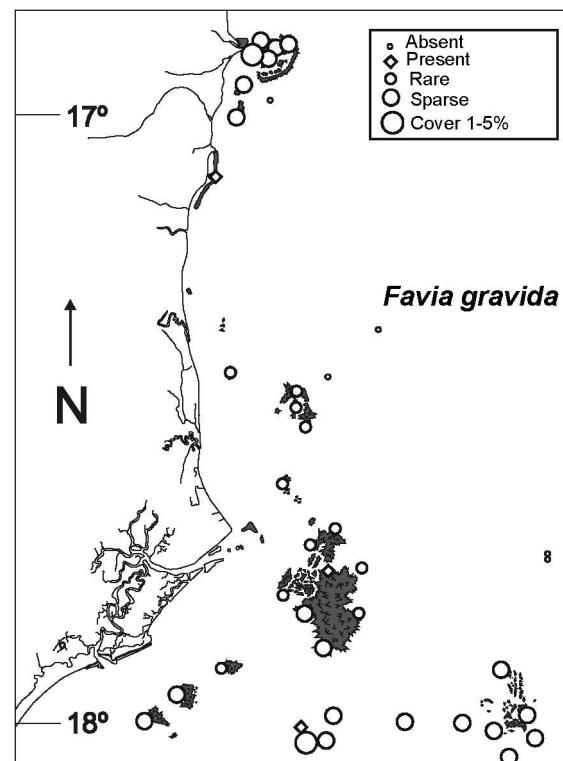 Absent
Present
Rare
Sparse
Cover 1-5%
17º
Favia gravida
N
18º